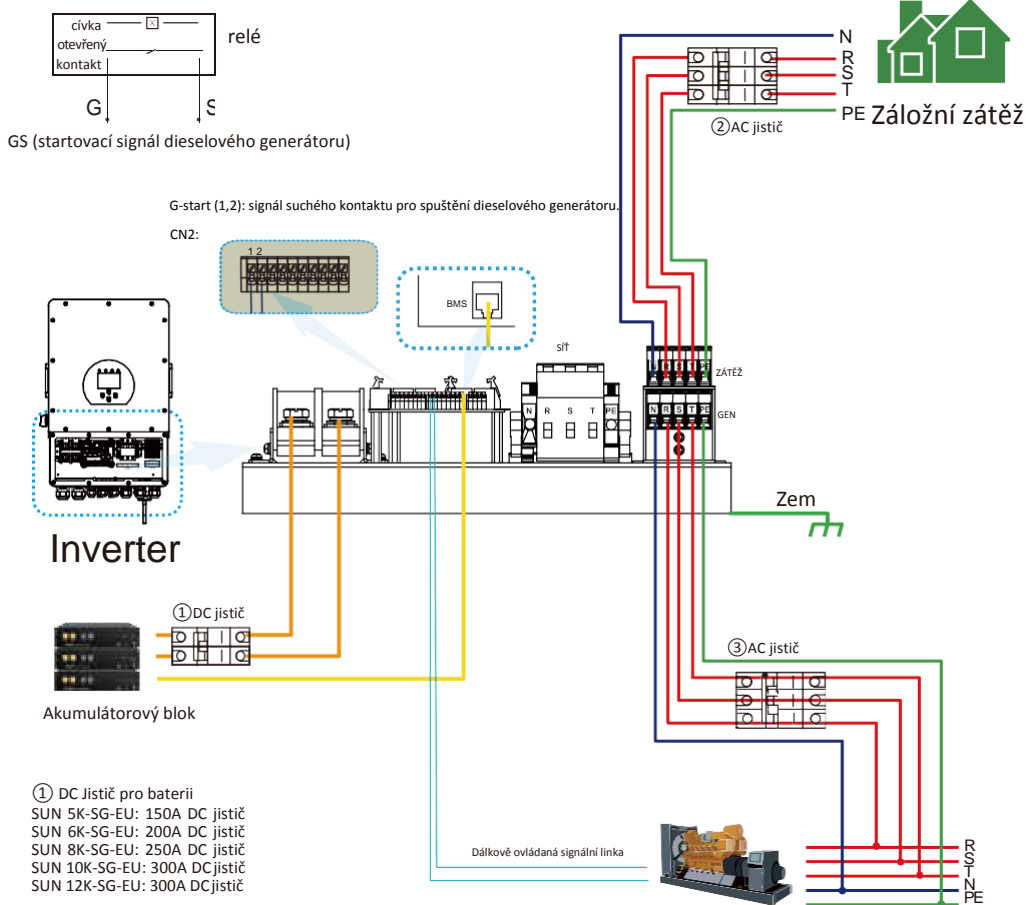 cívka
otevřený
kontakt
relé
G
S
GS (startovací signál dieselového generátoru)
N
R
S
T
PE
Záložní zátěž
②AC jistič
G-start (1,2): signál suchého kontaktu pro spuštění dieselového generátoru.
CN2:
1 2
BMS
SÍŤ
ZÁTĚŽ
N R S T PE
N R S T PE
GEN
Zem
Inverter
①DC jistič
③AC jistič
Akumulátorový blok
① DC Jistič pro baterii
SUN 5K-SG-EU: 150A DC jistič
SUN 6K-SG-EU: 200A DC jistič
SUN 8K-SG-EU: 250A DC jistič
SUN 10K-SG-EU: 300A DC jistič
SUN 12K-SG-EU: 300A DC jistič
Dálkově ovládaná signální linka
R
S
T
N
PE